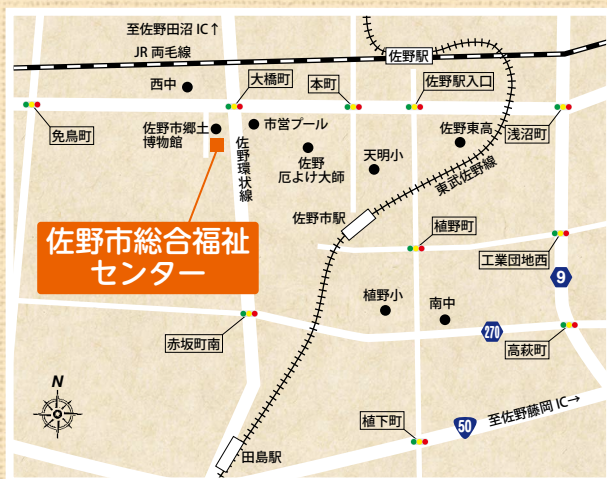 至佐野田沼 IC↑
JR 両毛線
佐野駅
西中
大橋町
本町
佐野駅入口
免鳥町
佐野市郷土
博物館
市営プール
佐野東高
浅沼町
佐野環状線
佐野
厄よけ大師
天明小
東武佐野線
佐野市駅
植野町
工業団地西
佐野市総合福祉
センター
9
植野小
南中
270
赤坂町南
高萩町
N
植下町
50
至佐野藤岡 IC→
田島駅